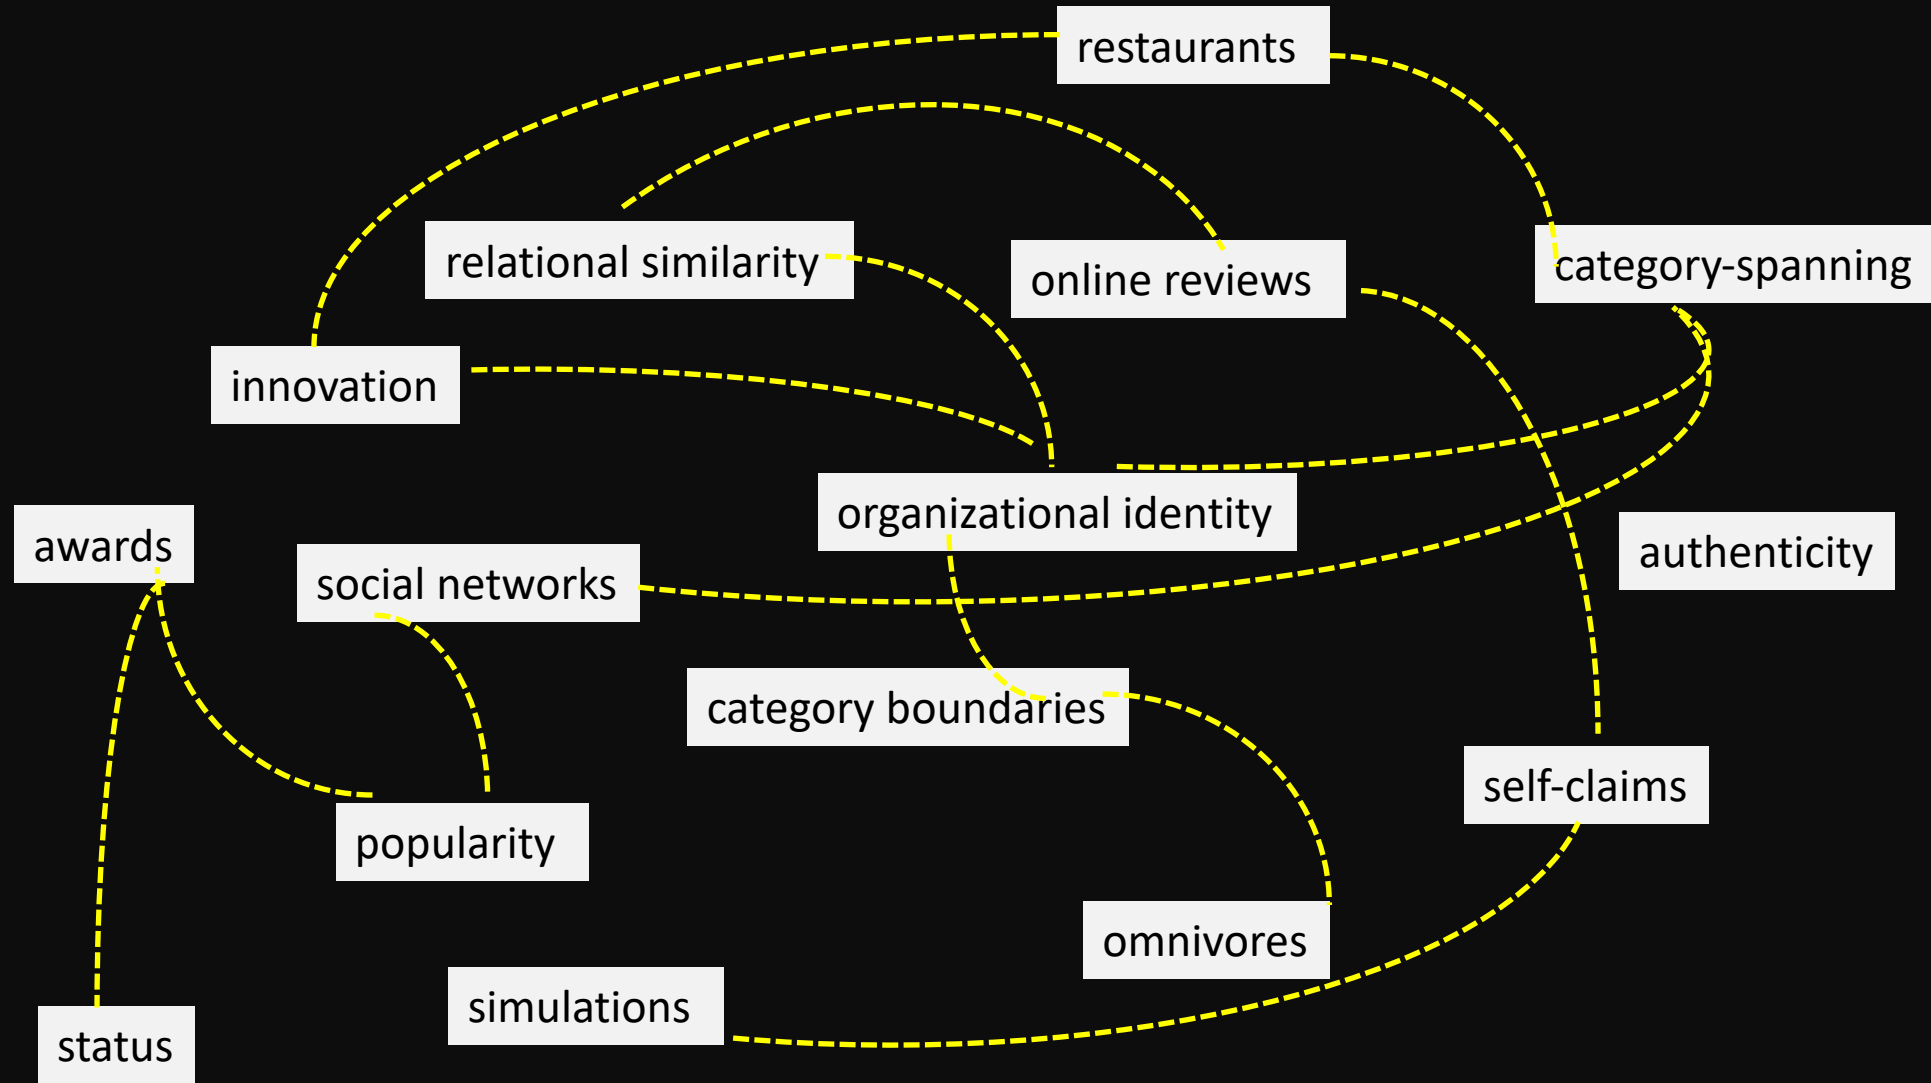 restaurants
relational similarity
online reviews
category-spanning
innovation
organizational identity
awards
social networks
authenticity
category boundaries
self-claims
popularity
omnivores
simulations
status